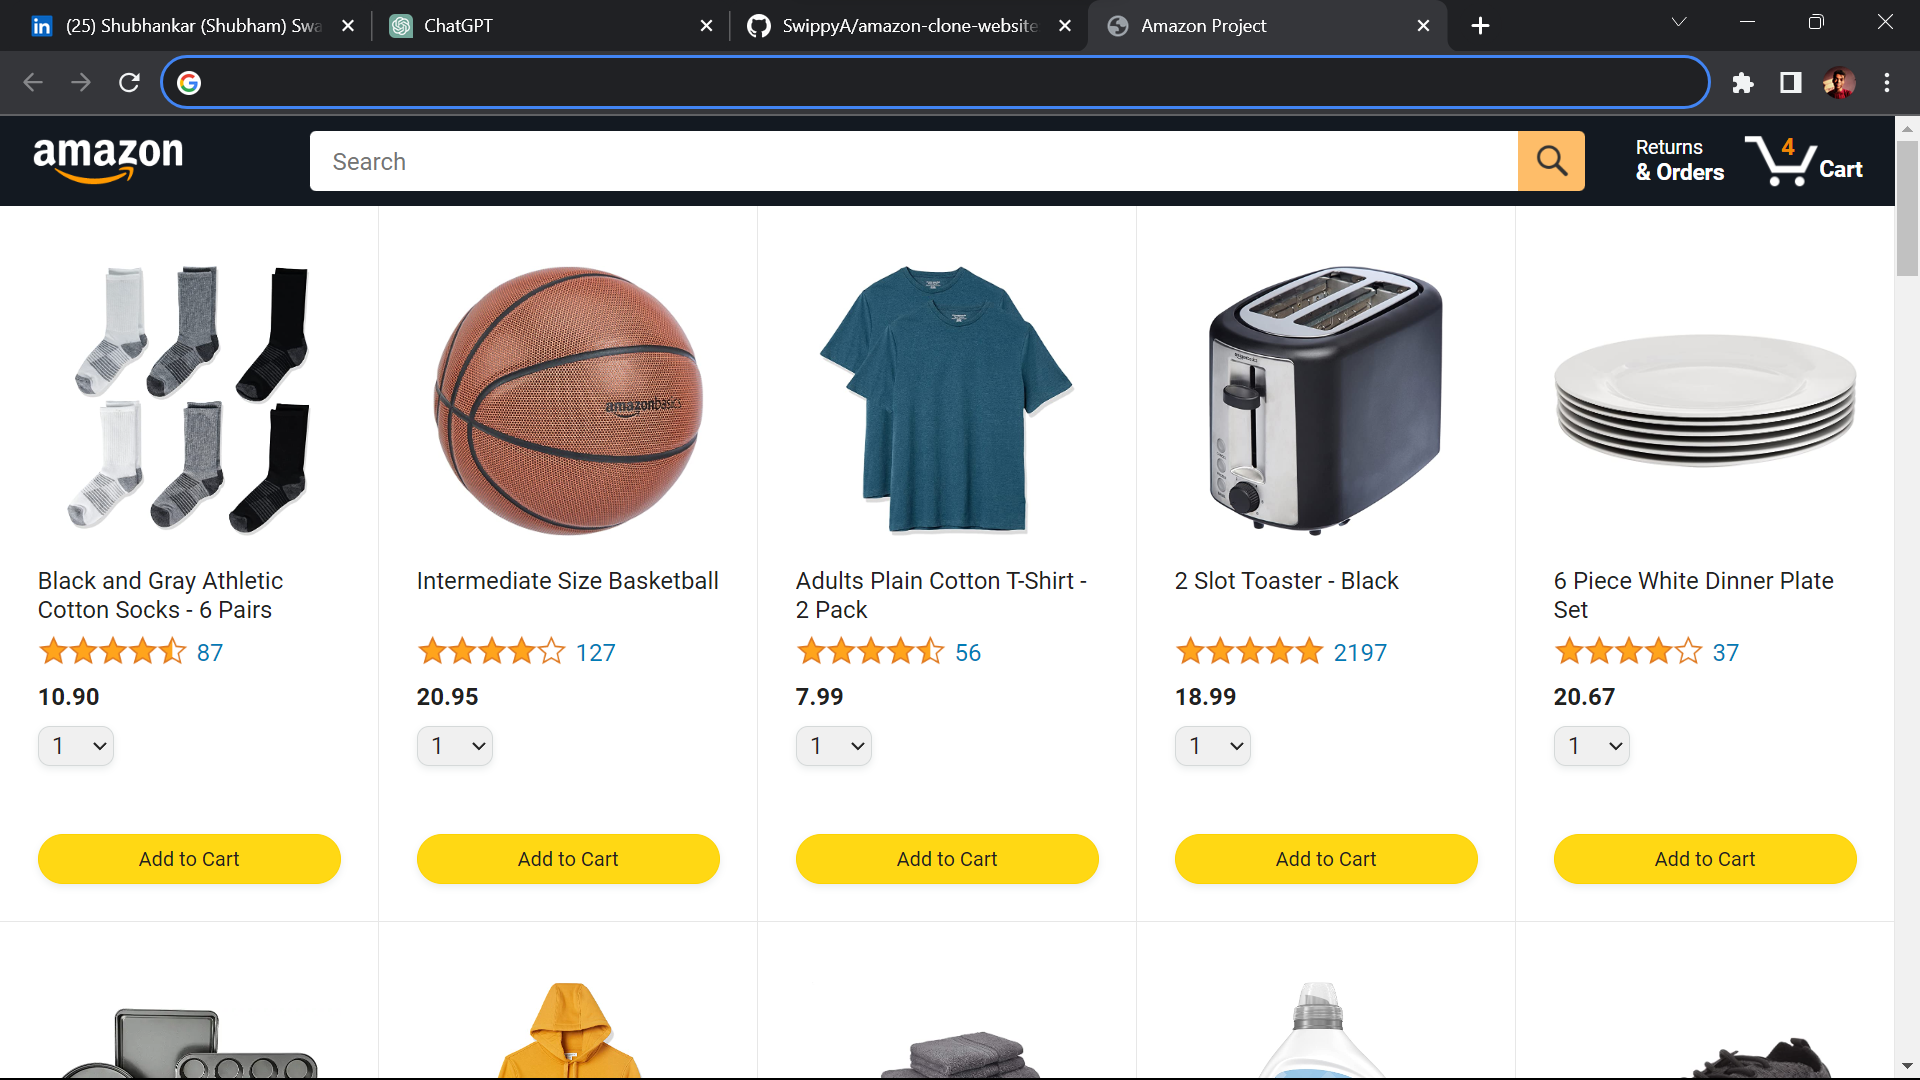 (25) Shubhankar (Shubham) Swa
ChatGPT
SwippyA/amazon-clone-website
Amazon Project
amazon
Search
Returns
& Orders
4
Cart
amazonbasics
Black and Gray Athletic
Cotton Socks - 6 Pairs
87
10.90
1
Add to Cart
Intermediate Size Basketball
127
20.95
1
Add to Cart
Adults Plain Cotton T-Shirt -
2 Pack
56
7.99
1
Add to Cart
2 Slot Toaster - Black
2197
18.99
1
Add to Cart
6 Piece White Dinner Plate
Set
37
20.67
1
Add to Cart